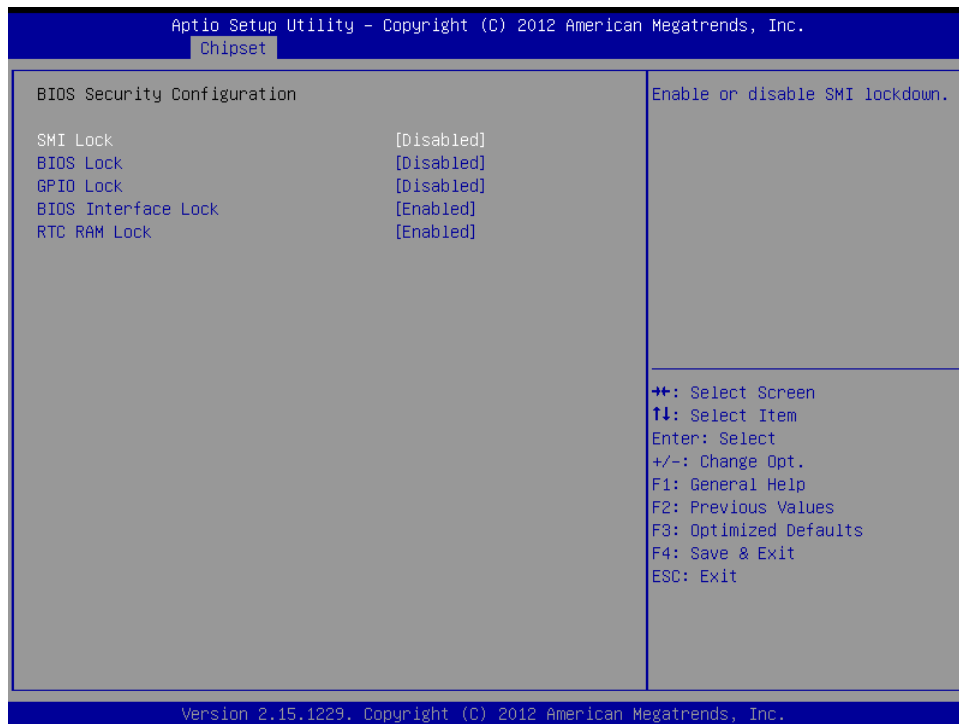 Aptio Setup Utility – Copyright (C) 2012 American Megatrends, Inc.
Chipset
BIOS Security Configuration
SMI Lock [Disabled]
BIOS Lock [Disabled]
GPIO Lock [Disabled]
BIOS Interface Lock [Enabled]
RTC RAM Lock [Enabled]
Enable or disable SMI lockdown.
→←: Select Screen
↑↓: Select Item
Enter: Select
+/-: Change Opt.
F1: General Help
F2: Previous Values
F3: Optimized Defaults
F4: Save & Exit
ESC: Exit
Version 2.15.1229. Copyright (C) 2012 American Megatrends, Inc.